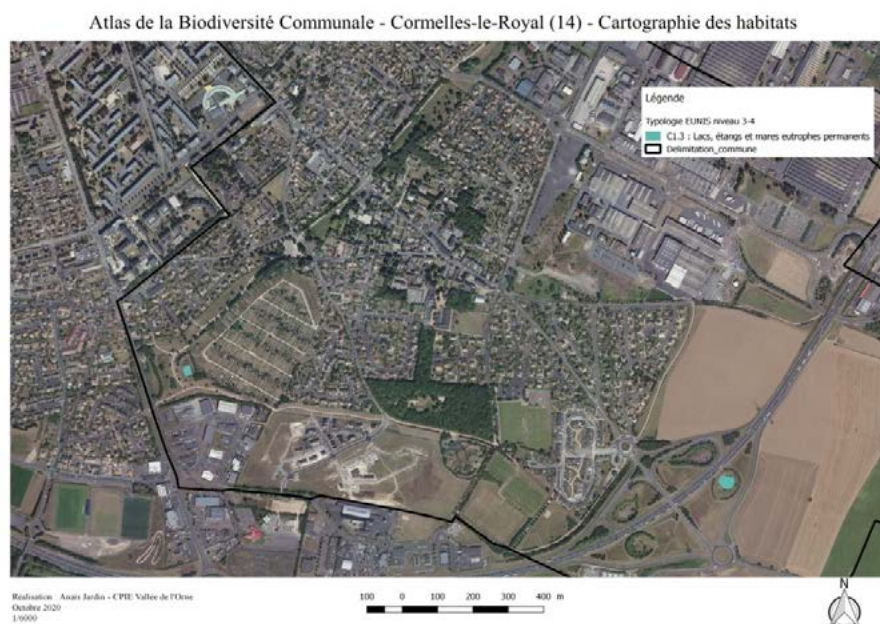 Atlas de la Biodiversité Communale - Cormelles-le-Royal (14) - Cartographie des habitats
Légende
Typologie EUNIS niveau 3-4
C1.3 : Lacs, étangs et mares eutrophes permanents
Delimitation_commune
Realisation : Anaïs Jardin - CPIE Vallée de l'Orne
Octobre 2020
1/6000
100 0 100 200 300 400 m
N